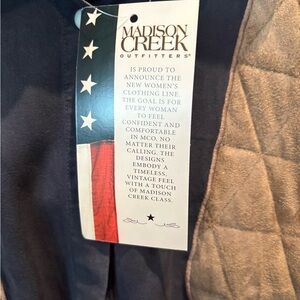 MADISON
CREEK
OUTFITTERS®
IS PROUD TO
ANNOUNCE THE
NEW WOMEN'S
CLOTHING LINE.
THE GOAL IS FOR
EVERY WOMAN
TO FEEL
CONFIDENT AND
COMFORTABLE
IN MCO, NO
MATTER THEIR
CALLING. THE
DESIGNS
EMBODY A
TIMELESS,
VINTAGE FEEL
WITH A TOUCH
OF MADISON
CREEK CLASS.